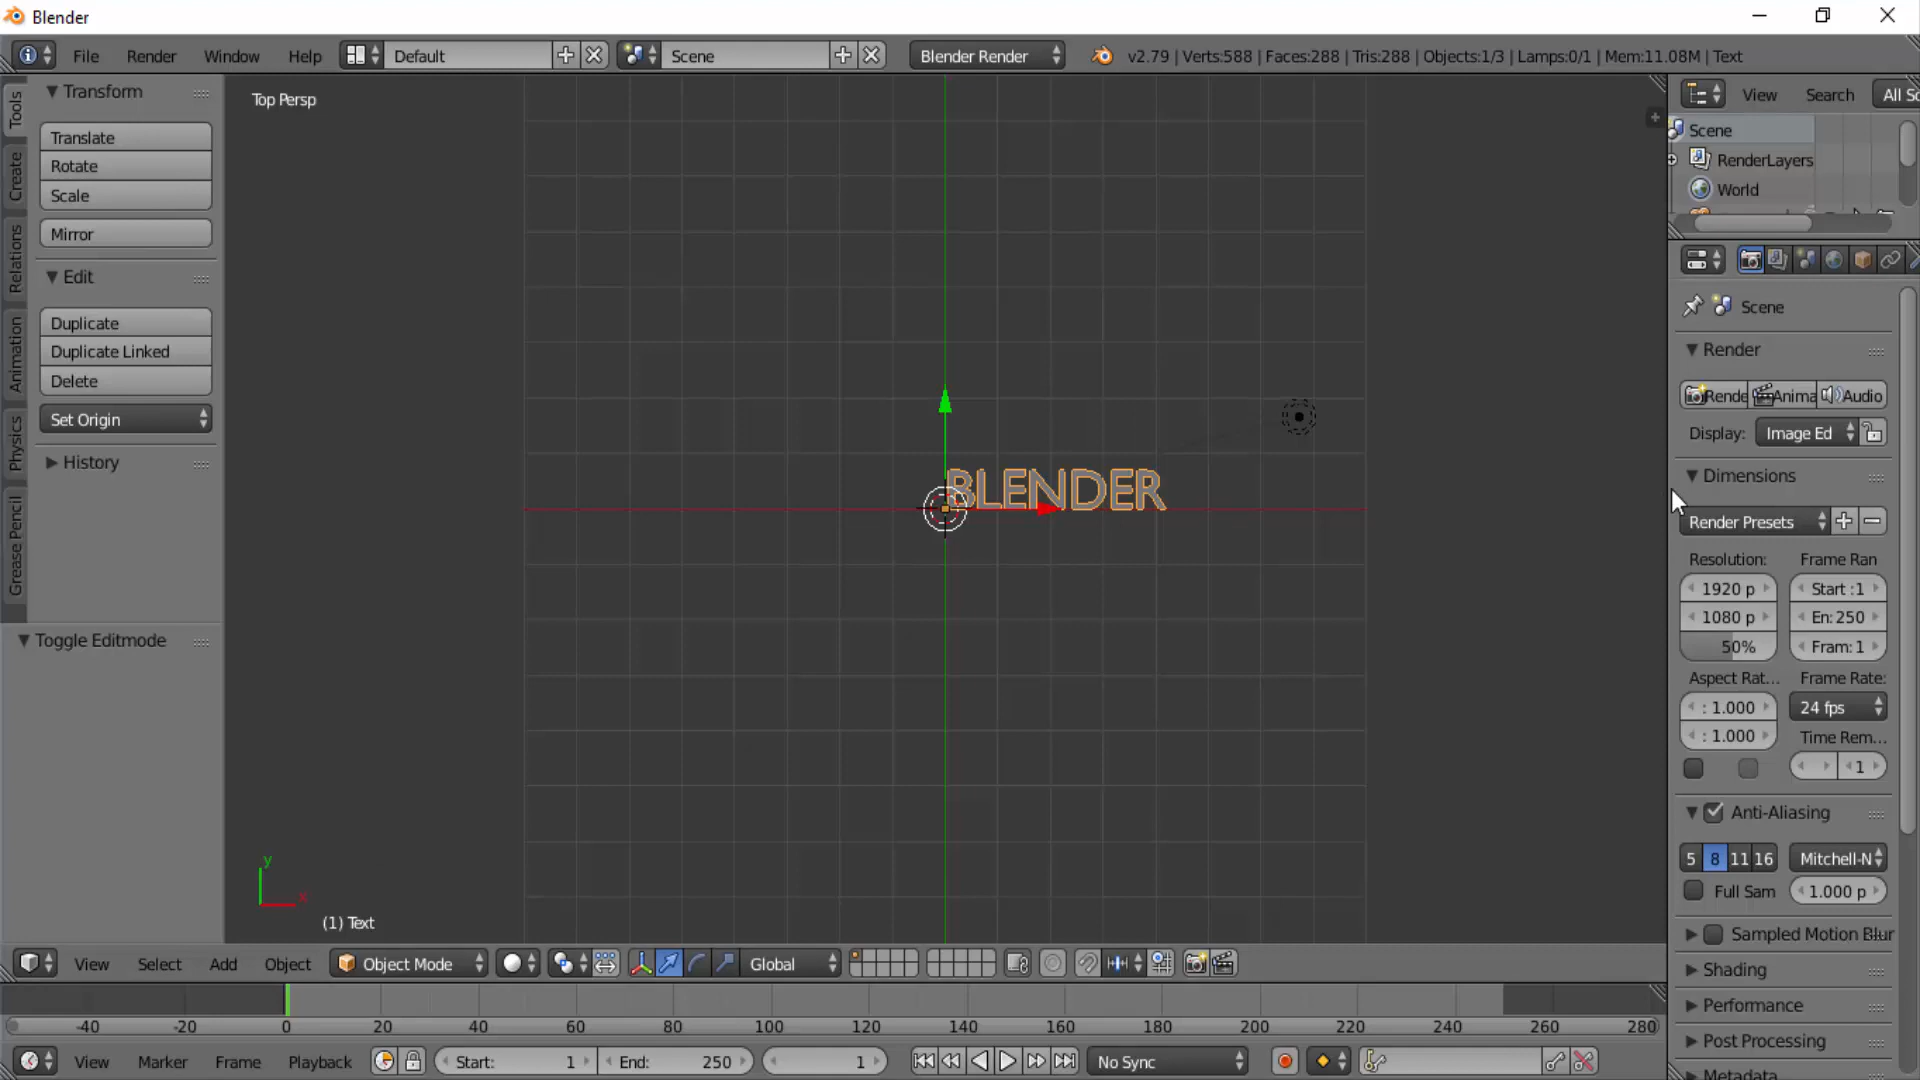 Blender
File Render Window Help Default Scene Blender Render v2.79 | Verts:588 | Faces:288 | Tris:288 | Objects:1/3 | Lamps:0/1 | Mem:11.08M | Text
Tools
Create
Relations
Animation
Physics
Grease Pencil
Transform
Translate
Rotate
Scale
Mirror
Edit
Duplicate
Duplicate Linked
Delete
Set Origin
History
Toggle Editmode
Top Persp
BLENDER
y
x
(1) Text
View Search All Sc
Scene
RenderLayers
World
Scene
Render
Rende Anima Audio
Display: Image Ed
Dimensions
Render Presets
Resolution: Frame Ran
1920 p Start :1
1080 p En: 250
50% Fram: 1
Aspect Rat... Frame Rate:
: 1.000 24 fps
: 1.000 Time Rem...
1
Anti-Aliasing
5 8 11 16 Mitchell-N
Full Sam 1.000 p
Sampled Motion Blur
Shading
Performance
Post Processing
Metadata
View Select Add Object Object Mode Global
-40 -20 0 20 40 60 80 100 120 140 160 180 200 220 240 260 280
View Marker Frame Playback Start: 1 End: 250 1 No Sync